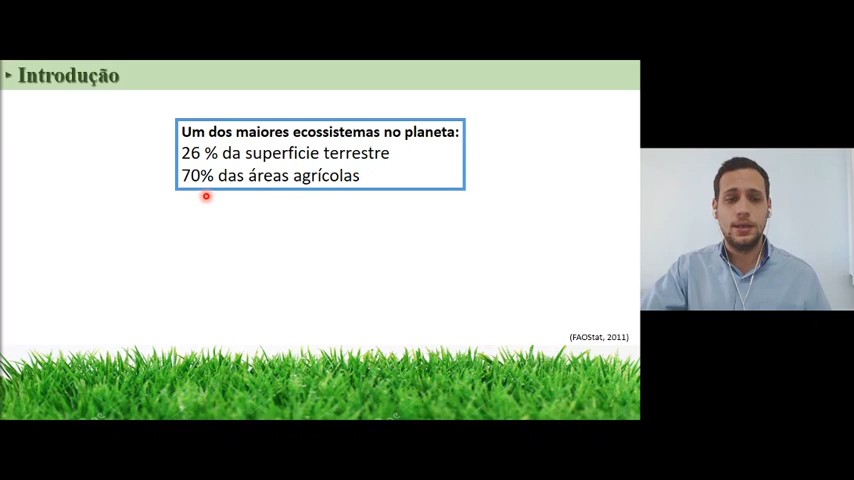 Introdução
Um dos maiores ecossistemas no planeta:
26 % da superficie terrestre
70% das áreas agrícolas
(FAOStat, 2011)